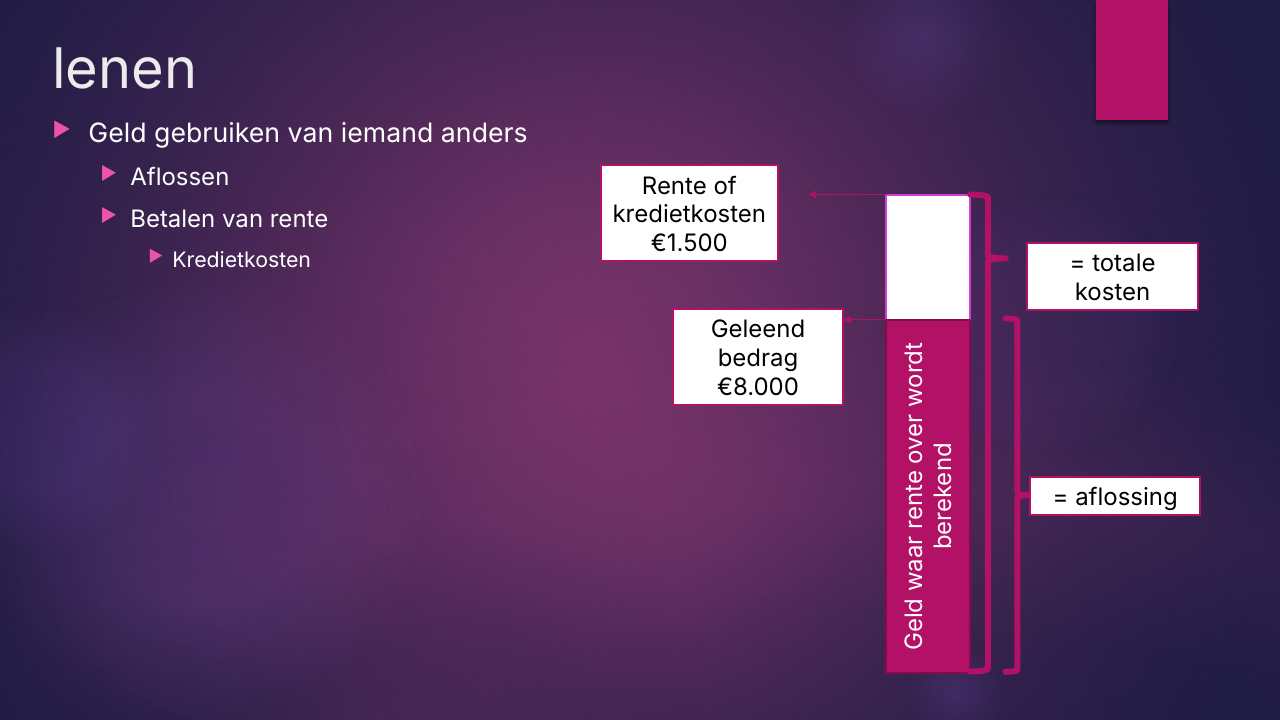 lenen
Geld gebruiken van iemand anders
Aflossen
Betalen van rente
Kredietkosten
Rente of
kredietkosten
€1.500
Geleend
bedrag
€8.000
Geld waar rente over wordt
berekend
= totale
kosten
= aflossing